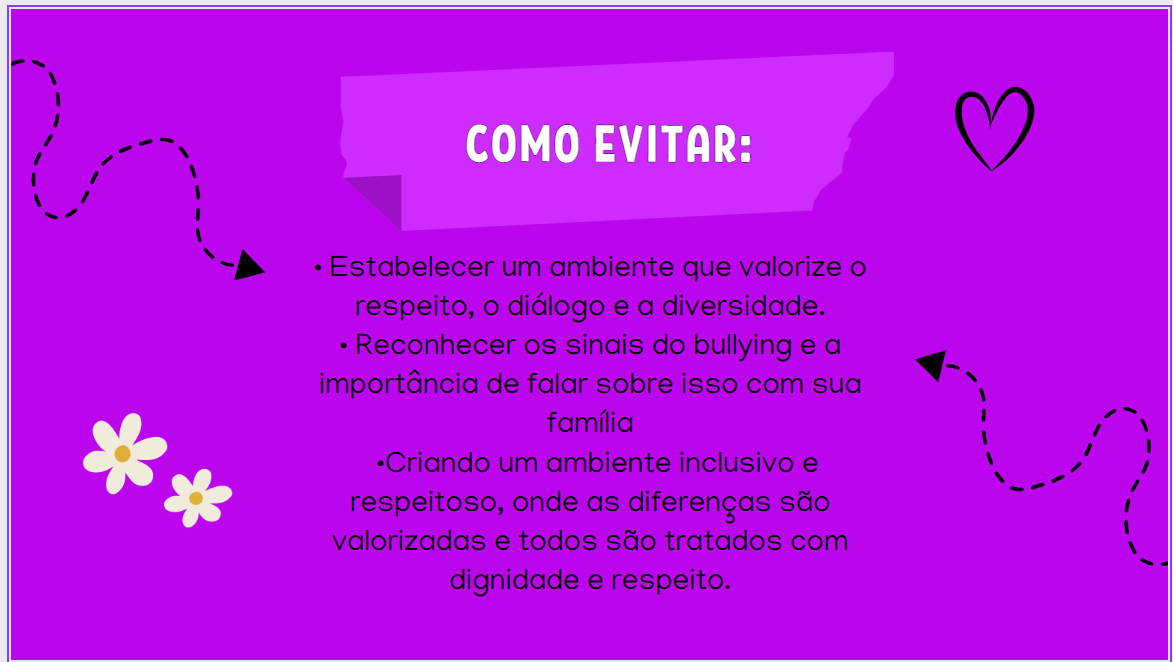 COMO EVITAR:
• Estabelecer um ambiente que valorize o
respeito, o diálogo e a diversidade.
• Reconhecer os sinais do bullying e a
importância de falar sobre isso com sua
família
•Criando um ambiente inclusivo e
respeitoso, onde as diferenças são
valorizadas e todos são tratados com
dignidade e respeito.